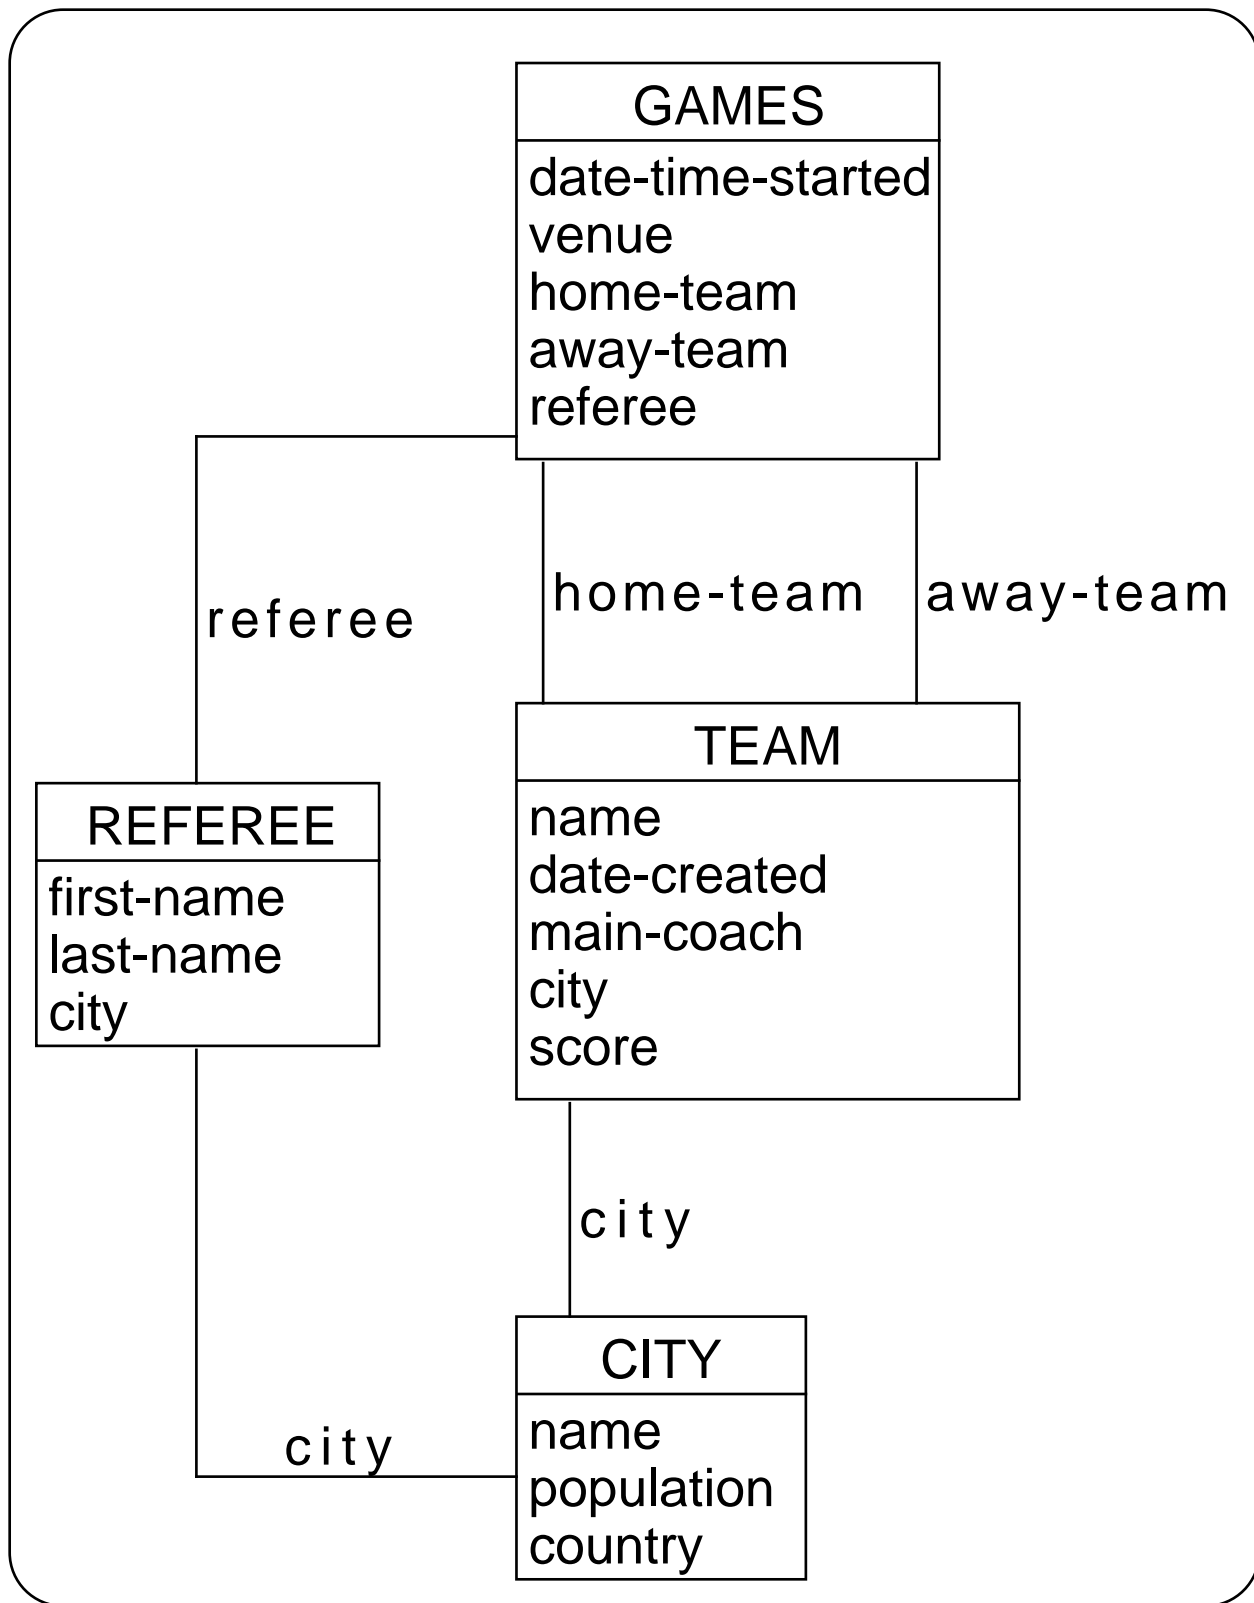 GAMES
date-time-started
venue
home-team
away-team
referee
referee
home-team
away-team
REFEREE
first-name
last-name
city
TEAM
name
date-created
main-coach
city
score
city
city
CITY
name
population
country